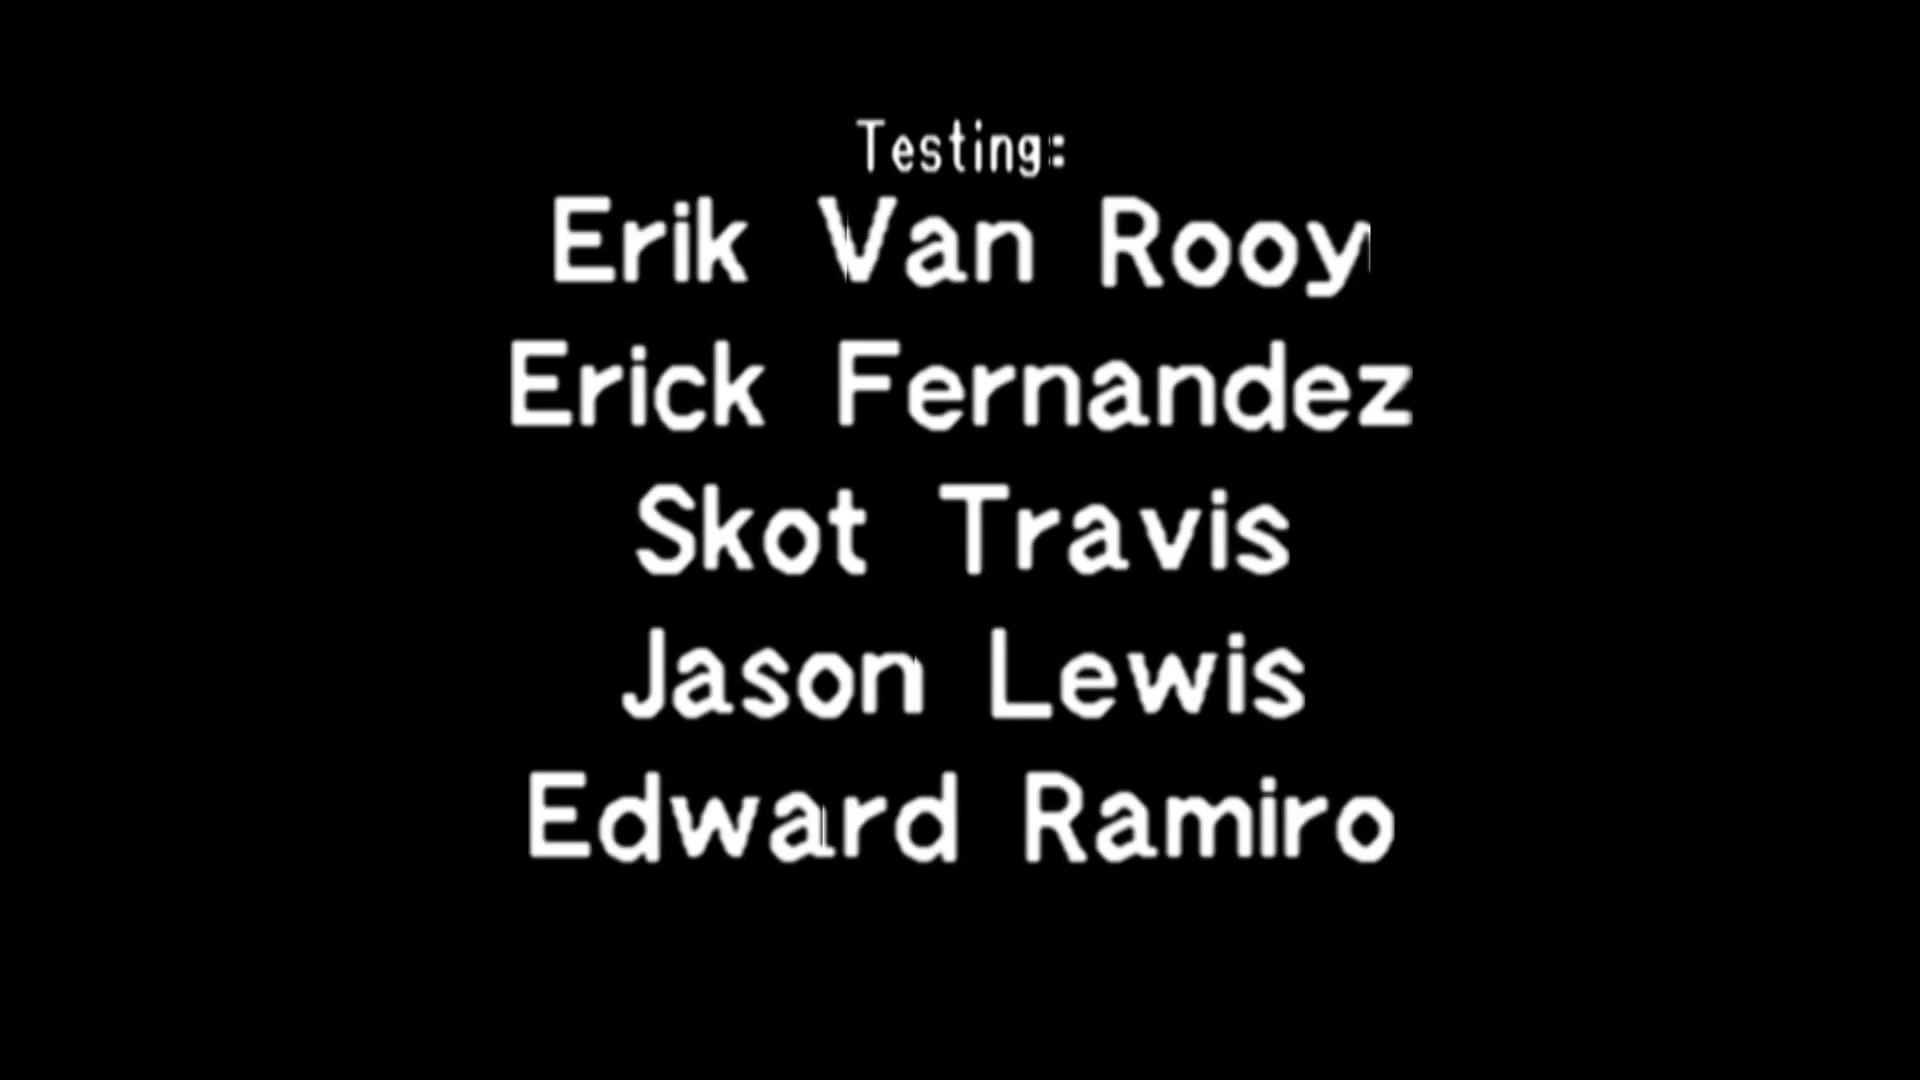 Testing:
Erik Van Rooy
Erick Fernandez
Skot Travis
Jason Lewis
Edward Ramiro